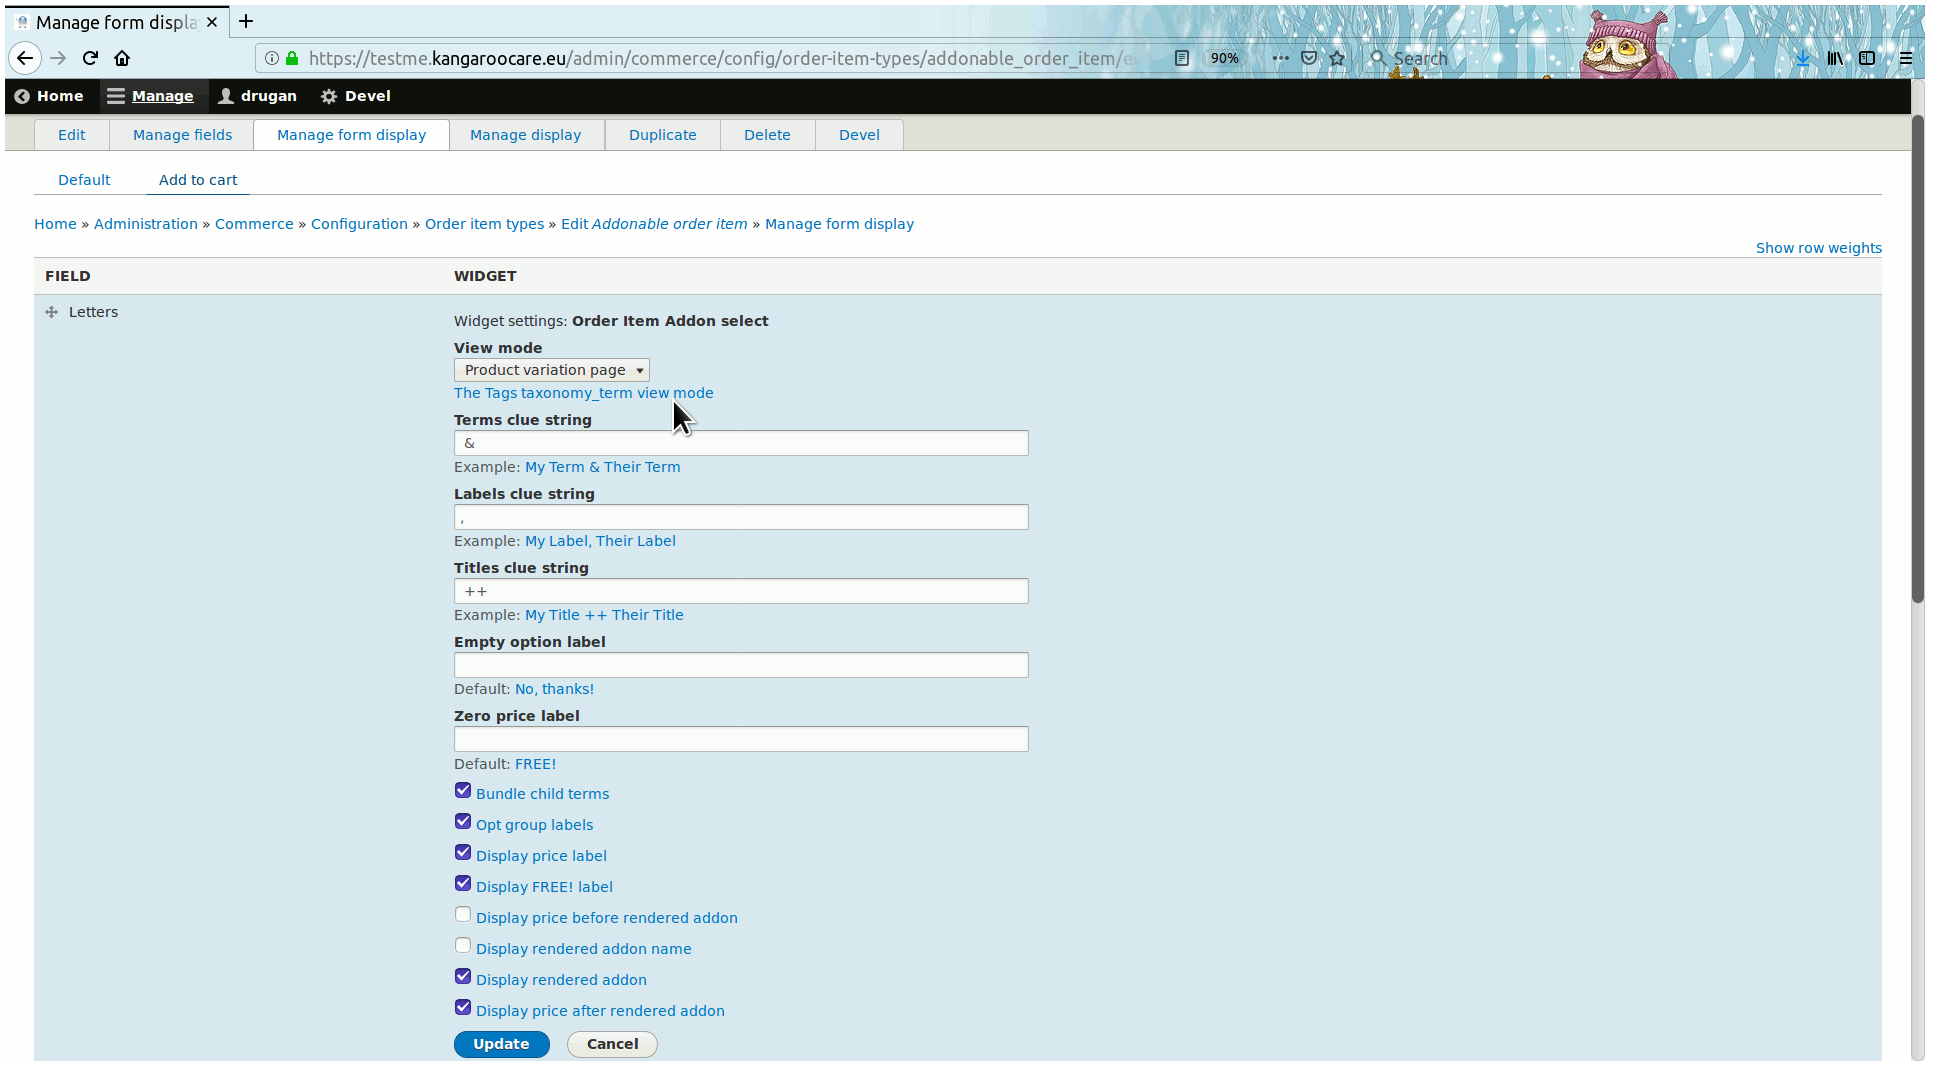 Manage form displa
https://testme.kangaroocare.eu/admin/commerce/config/order-item-types/addonable_order_item/e
90%
Search
Home Manage drugan Devel
Edit Manage fields Manage form display Manage display Duplicate Delete Devel
Default Add to cart
Home » Administration » Commerce » Configuration » Order item types » Edit Addonable order item » Manage form display
Show row weights
FIELD WIDGET
Letters
Widget settings: Order Item Addon select
View mode
Product variation page
The Tags taxonomy_term view mode
Terms clue string
&
Example: My Term & Their Term
Labels clue string
,
Example: My Label, Their Label
Titles clue string
++
Example: My Title ++ Their Title
Empty option label
Default: No, thanks!
Zero price label
Default: FREE!
Bundle child terms
Opt group labels
Display price label
Display FREE! label
Display price before rendered addon
Display rendered addon name
Display rendered addon
Display price after rendered addon
Update Cancel